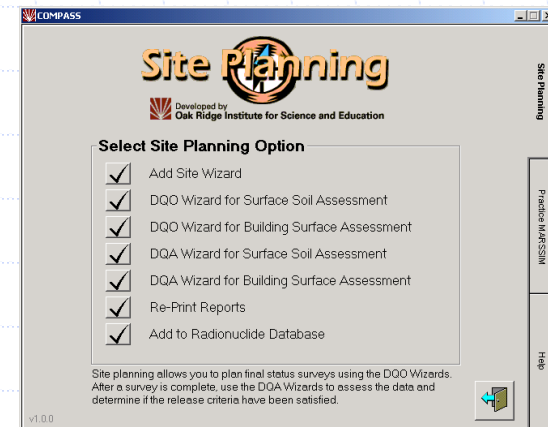 COMPASS
Site Planning
Developed by
Oak Ridge Institute for Science and Education
Select Site Planning Option
Add Site Wizard
DQO Wizard for Surface Soil Assessment
DQO Wizard for Building Surface Assessment
DQA Wizard for Surface Soil Assessment
DQA Wizard for Building Surface Assessment
Re-Print Reports
Add to Radionuclide Database
Site planning allows you to plan final status surveys using the DQO Wizards.
After a survey is complete, use the DQA Wizards to assess the data and
determine if the release criteria have been satisfied.
v1.0.0
Site Planning
Practice MARSSIM
Help